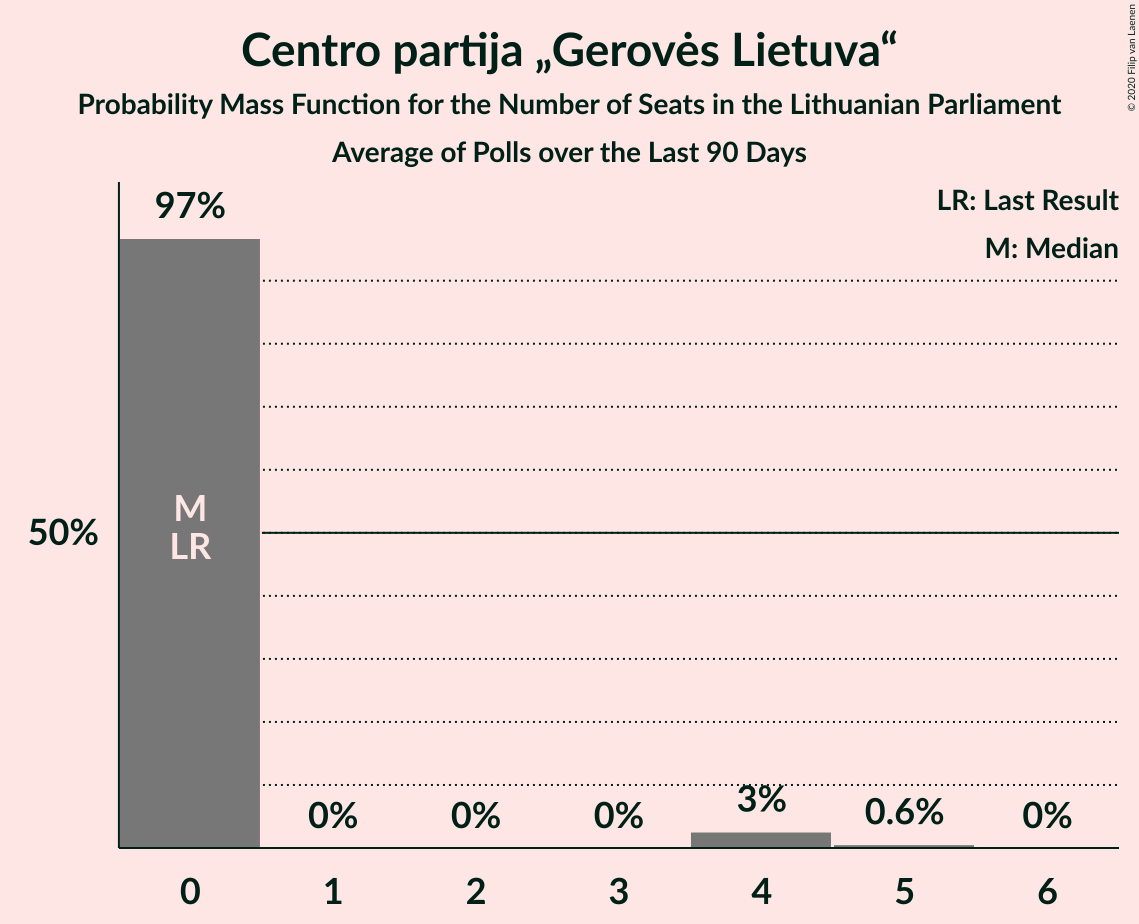 Centro partija „Gerovės Lietuva“
Probability Mass Function for the Number of Seats in the Lithuanian Parliament
Average of Polls over the Last 90 Days
© 2020 Filip van Laenen
LR: Last Result
M: Median
97%
M
LR
50%
0% 0% 0% 3% 0.6% 0%
0 1 2 3 4 5 6